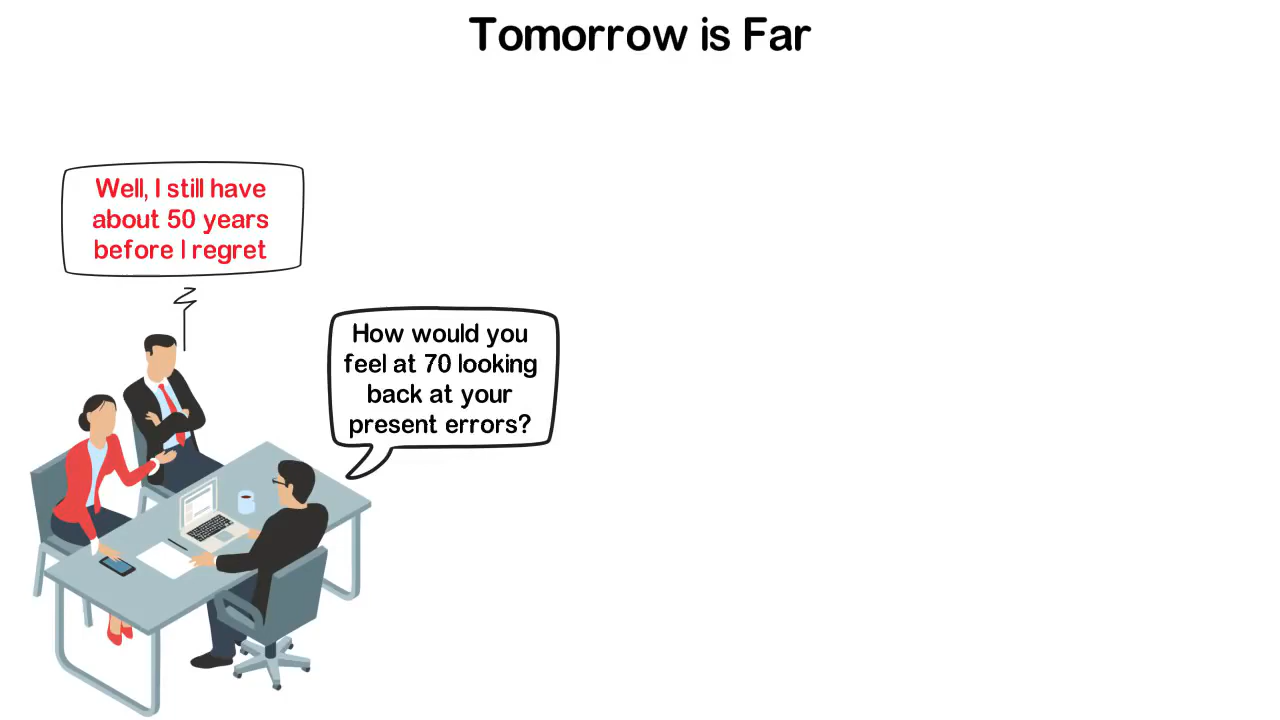 Tomorrow is Far
Well, I still have
about 50 years
before I regret
How would you
feel at 70 looking
back at your
present errors?